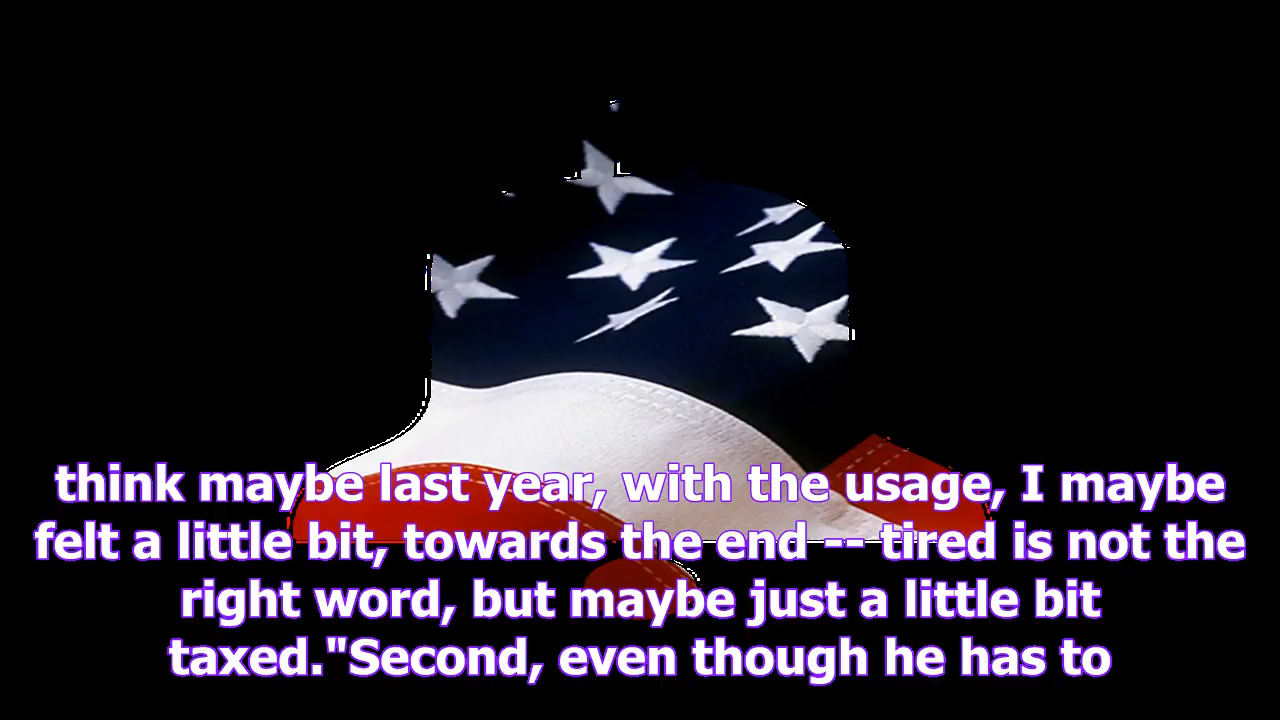 think maybe last year, with the usage, I maybe
felt a little bit, towards the end -- tired is not the
right word, but maybe just a little bit
taxed."Second, even though he has to